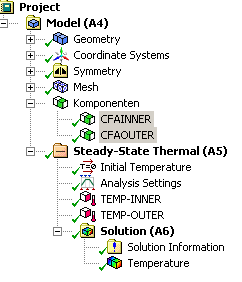 Project
Model (A4)
Geometry
Coordinate Systems
Symmetry
Mesh
Komponenten
CFAINNER
CFAOUTER
Steady-State Thermal (A5)
Initial Temperature
Analysis Settings
TEMP-INNER
TEMP-OUTER
Solution (A6)
Solution Information
Temperature